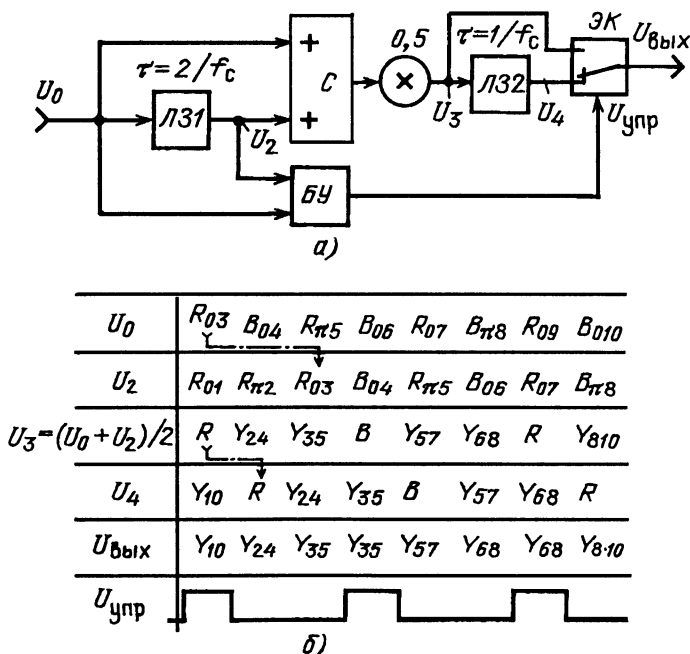 0,5 τ=1/fc ЭК Uвых
τ=2/fc + С × 
U0 ЛЗ1 U2 + U3 ЛЗ2 U4 Uупр
БУ
а)
U0 R03 B04 Rπ5 B06 R07 Bπ8 R09 B010
U2 R01 Rπ2 R03 B04 Rπ5 B06 R07 Bπ8
U3=(U0+U2)/2 R Y24 Y35 B Y57 Y68 R Y810
U4 Y10 R Y24 Y35 B Y57 Y68 R
Uвых Y10 Y24 Y35 Y35 Y57 Y68 Y68 Y8·10
Uупр
б)